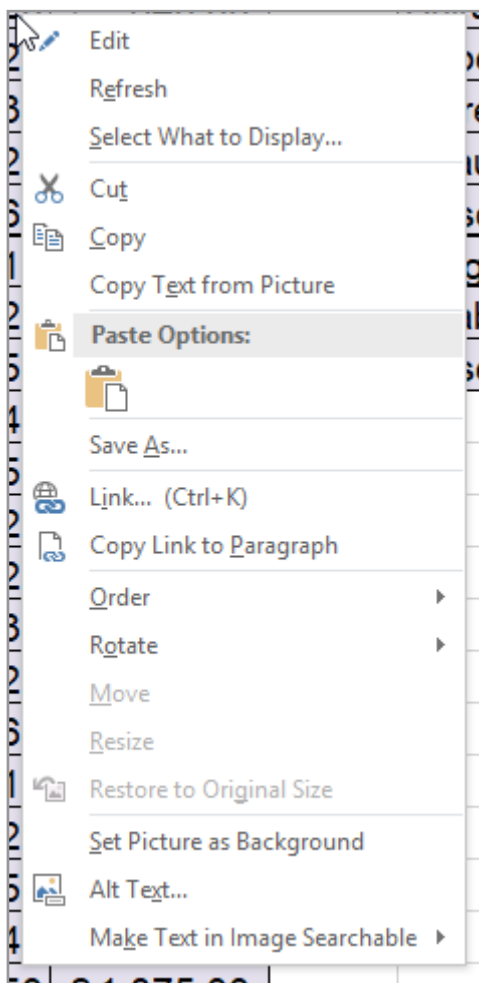 Edit
Refresh
Select What to Display...
Cut
Copy
Copy Text from Picture
Paste Options:
Save As...
Link... (Ctrl+K)
Copy Link to Paragraph
Order
Rotate
Move
Resize
Restore to Original Size
Set Picture as Background
Alt Text...
Make Text in Image Searchable